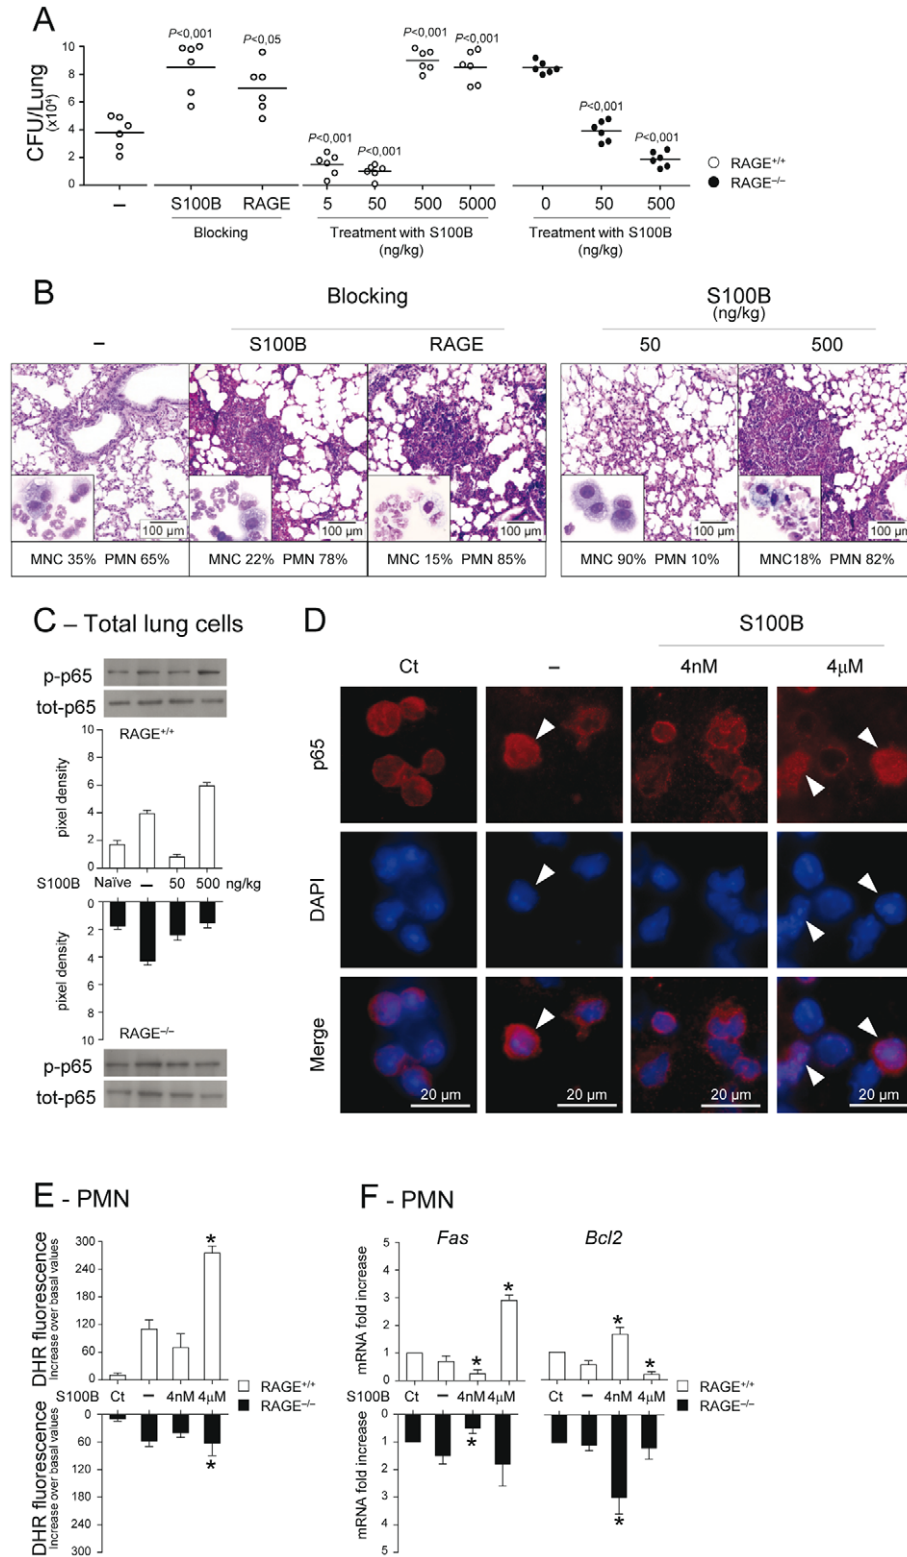 A
P<0,001
P<0,05
P<0,001
P<0,001
P<0,001
P<0,001
P<0,001
P<0,001
CFU/Lung
(x10⁴)
10
8
6
4
2
0
–
S100B
RAGE
5
50
500
5000
0
50
500
Blocking
Treatment with S100B
(ng/kg)
Treatment with S100B
(ng/kg)
RAGE+/+
RAGE–/–
B
Blocking
S100B
(ng/kg)
–
S100B
RAGE
50
500
100 µm
100 µm
100 µm
100 µm
100 µm
MNC 35% PMN 65%
MNC 22% PMN 78%
MNC 15% PMN 85%
MNC 90% PMN 10%
MNC18% PMN 82%
C – Total lung cells
p-p65
tot-p65
RAGE+/+
pixel density
10
8
6
4
2
0
S100B Naïve – 50 500 ng/kg
pixel density
0
2
4
6
8
10
RAGE–/–
p-p65
tot-p65
D
S100B
Ct
–
4nM
4µM
p65
DAPI
Merge
20 µm
20 µm
20 µm
20 µm
E - PMN
DHR fluorescence
Increase over basal values
300
240
180
120
60
0
*
S100B Ct – 4nM 4µM
RAGE+/+
RAGE–/–
DHR fluorescence
Increase over basal values
0
60
120
180
240
300
*
F - PMN
Fas
Bcl2
mRNA fold increase
5
4
3
2
1
0
*
*
*
*
S100B Ct – 4nM 4µM
Ct – 4nM 4µM
RAGE+/+
RAGE–/–
mRNA fold increase
0
1
2
3
4
5
*
*